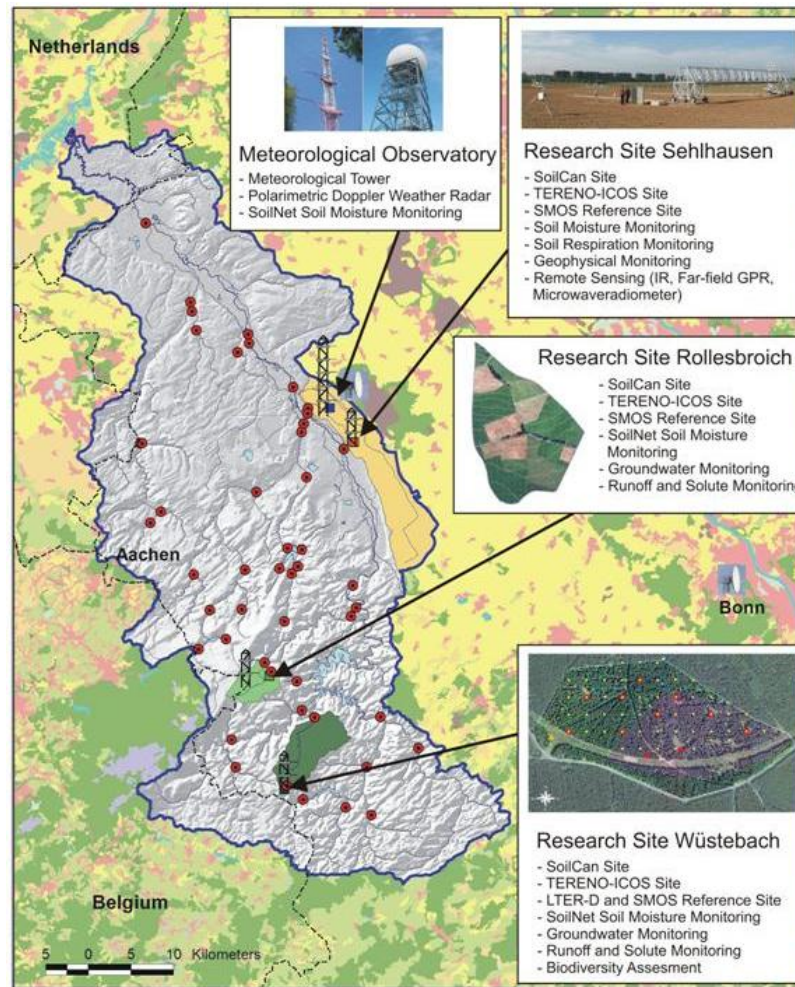 Netherlands
Meteorological Observatory
- Meteorological Tower
- Polarimetric Doppler Weather Radar
- SoilNet Soil Moisture Monitoring
Research Site Sehlhausen
- SoilCan Site
- TERENO-ICOS Site
- SMOS Reference Site
- Soil Moisture Monitoring
- Soil Respiration Monitoring
- Geophysical Monitoring
- Remote Sensing (IR, Far-field GPR,
Microwaveradiometer)
Research Site Rollesbroich
- SoilCan Site
- TERENO-ICOS Site
- SMOS Reference Site
- SoilNet Soil Moisture
Monitoring
- Groundwater Monitoring
- Runoff and Solute Monitoring
Aachen
Bonn
Research Site Wüstebach
- SoilCan Site
- TERENO-ICOS Site
- LTER-D and SMOS Reference Site
- SoilNet Soil Moisture Monitoring
- Groundwater Monitoring
- Runoff and Solute Monitoring
- Biodiversity Assesment
Belgium
5 0 5 10 Kilometers